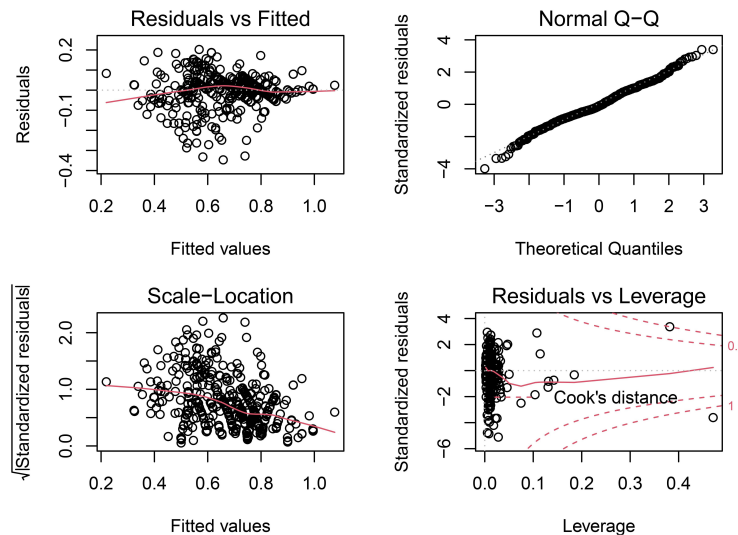 Residuals vs Fitted
Residuals
0.2
−0.1
−0.4
0.2 0.4 0.6 0.8 1.0
Fitted values
Normal Q−Q
Standardized residuals
4
2
0
−4
−3 −1 0 1 2 3
Theoretical Quantiles
Scale−Location
√|Standardized residuals|
2.0
1.0
0.0
0.2 0.4 0.6 0.8 1.0
Fitted values
Residuals vs Leverage
Standardized residuals
4
2
0
−2
−6
0.
1
Cook's distance
0.0 0.1 0.2 0.3 0.4
Leverage